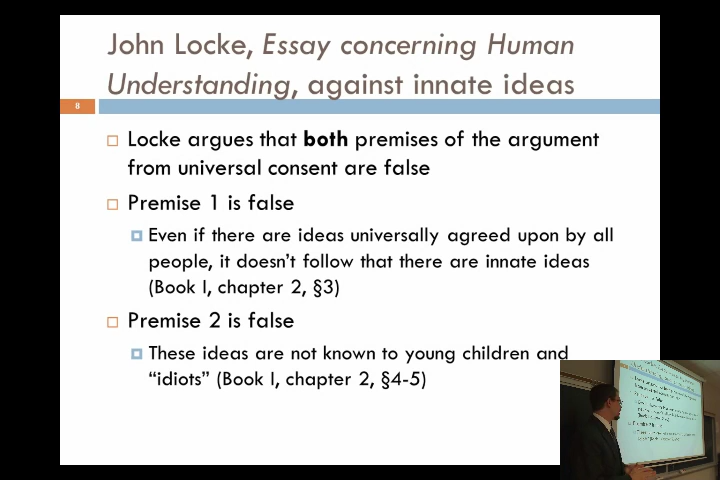 John Locke, Essay concerning Human
Understanding, against innate ideas
8
Locke argues that both premises of the argument
from universal consent are false
Premise 1 is false
Even if there are ideas universally agreed upon by all
people, it doesn't follow that there are innate ideas
(Book I, chapter 2, §3)
Premise 2 is false
These ideas are not known to young children and
“idiots” (Book I, chapter 2, §4-5)